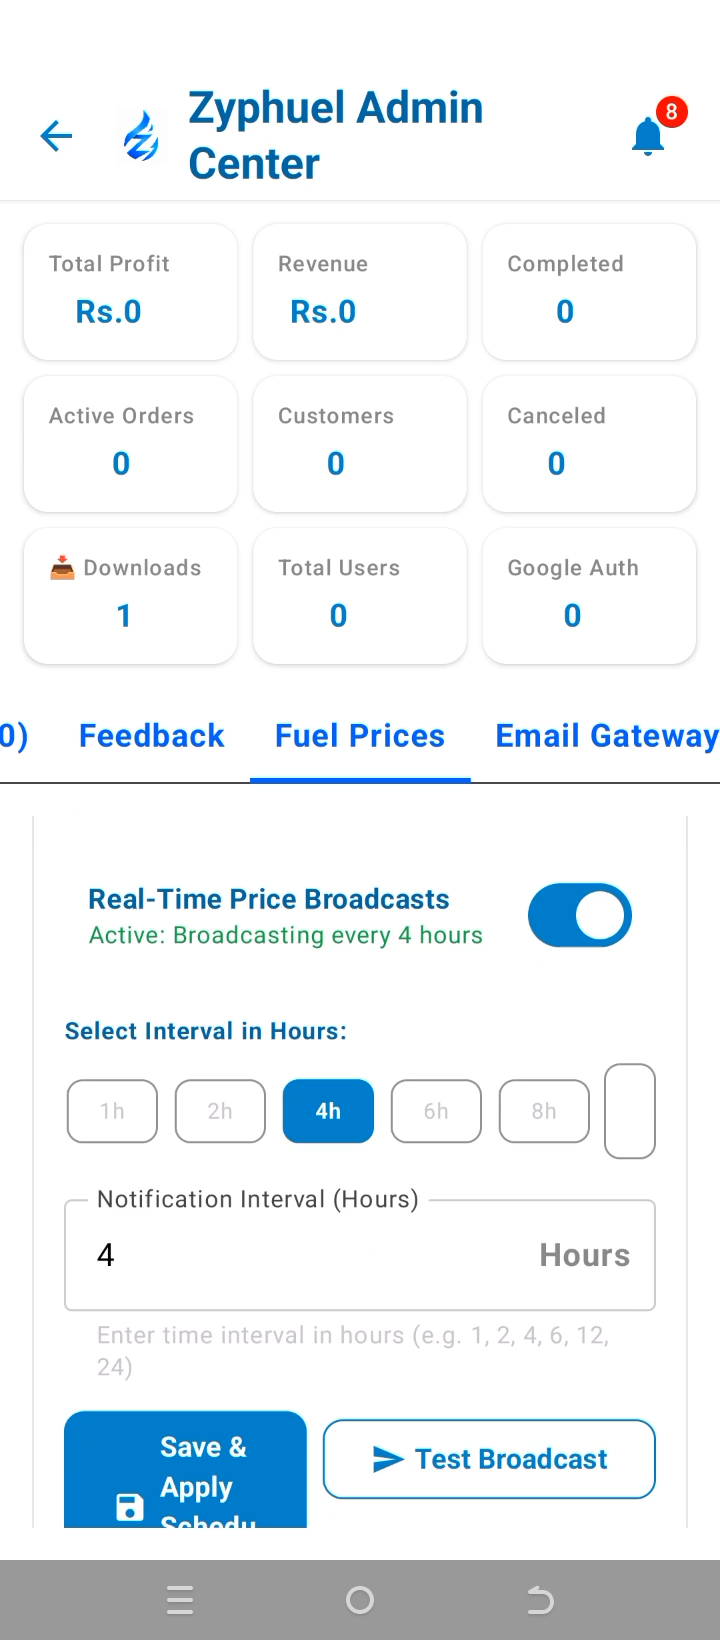 Zyphuel Admin
Center
8
Total Profit
Rs.0
Revenue
Rs.0
Completed
0
Active Orders
0
Customers
0
Canceled
0
📥 Downloads
1
Total Users
0
Google Auth
0
0)
Feedback
Fuel Prices
Email Gateway
Real-Time Price Broadcasts
Active: Broadcasting every 4 hours
Select Interval in Hours:
1h
2h
4h
6h
8h
Notification Interval (Hours)
4
Hours
Enter time interval in hours (e.g. 1, 2, 4, 6, 12,
24)
Save &
Apply
Schedu
Test Broadcast